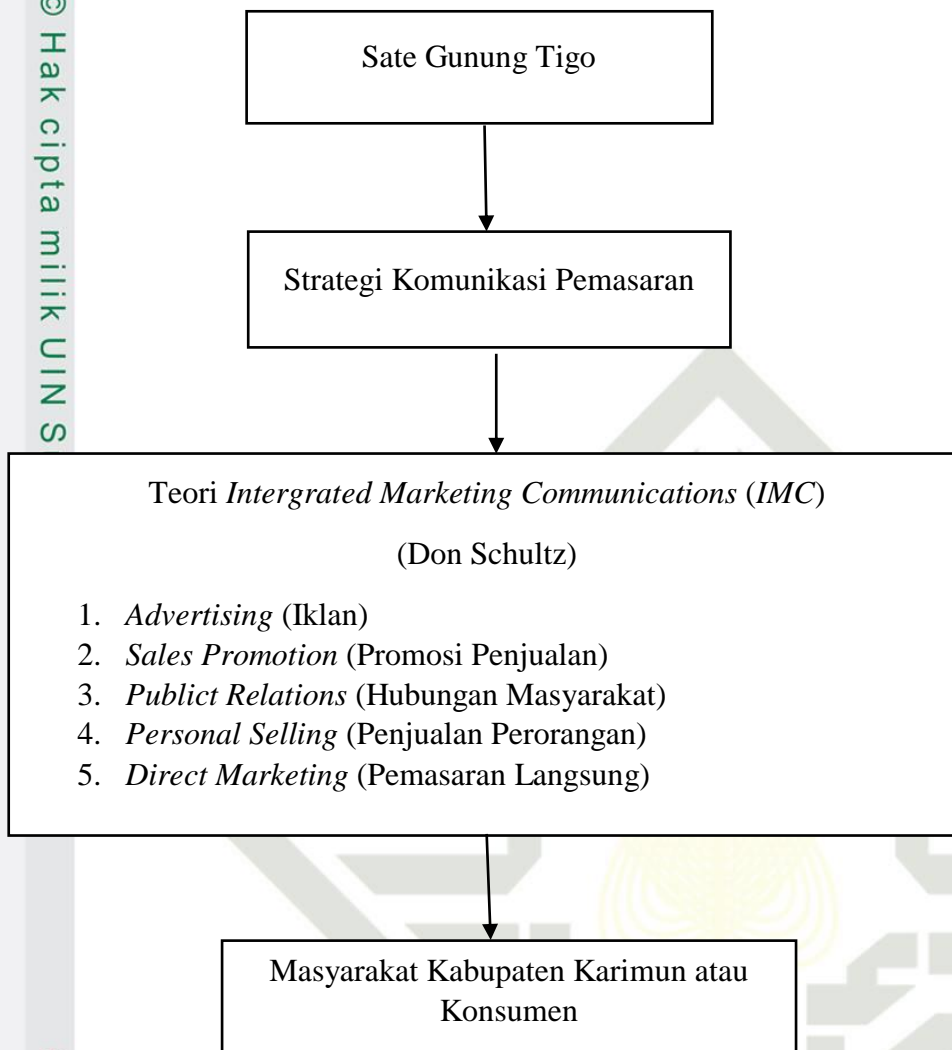 © Hak cipta milik UIN S
Sate Gunung Tigo
Strategi Komunikasi Pemasaran
Teori Intergrated Marketing Communications (IMC)
(Don Schultz)
1. Advertising (Iklan)
2. Sales Promotion (Promosi Penjualan)
3. Publict Relations (Hubungan Masyarakat)
4. Personal Selling (Penjualan Perorangan)
5. Direct Marketing (Pemasaran Langsung)
Masyarakat Kabupaten Karimun atau
Konsumen